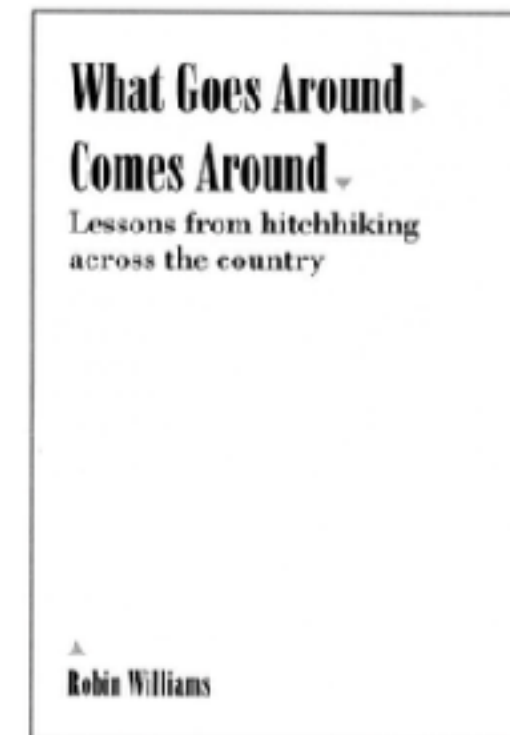 What Goes Around
Comes Around
Lessons from hitchhiking
across the country
Robin Williams